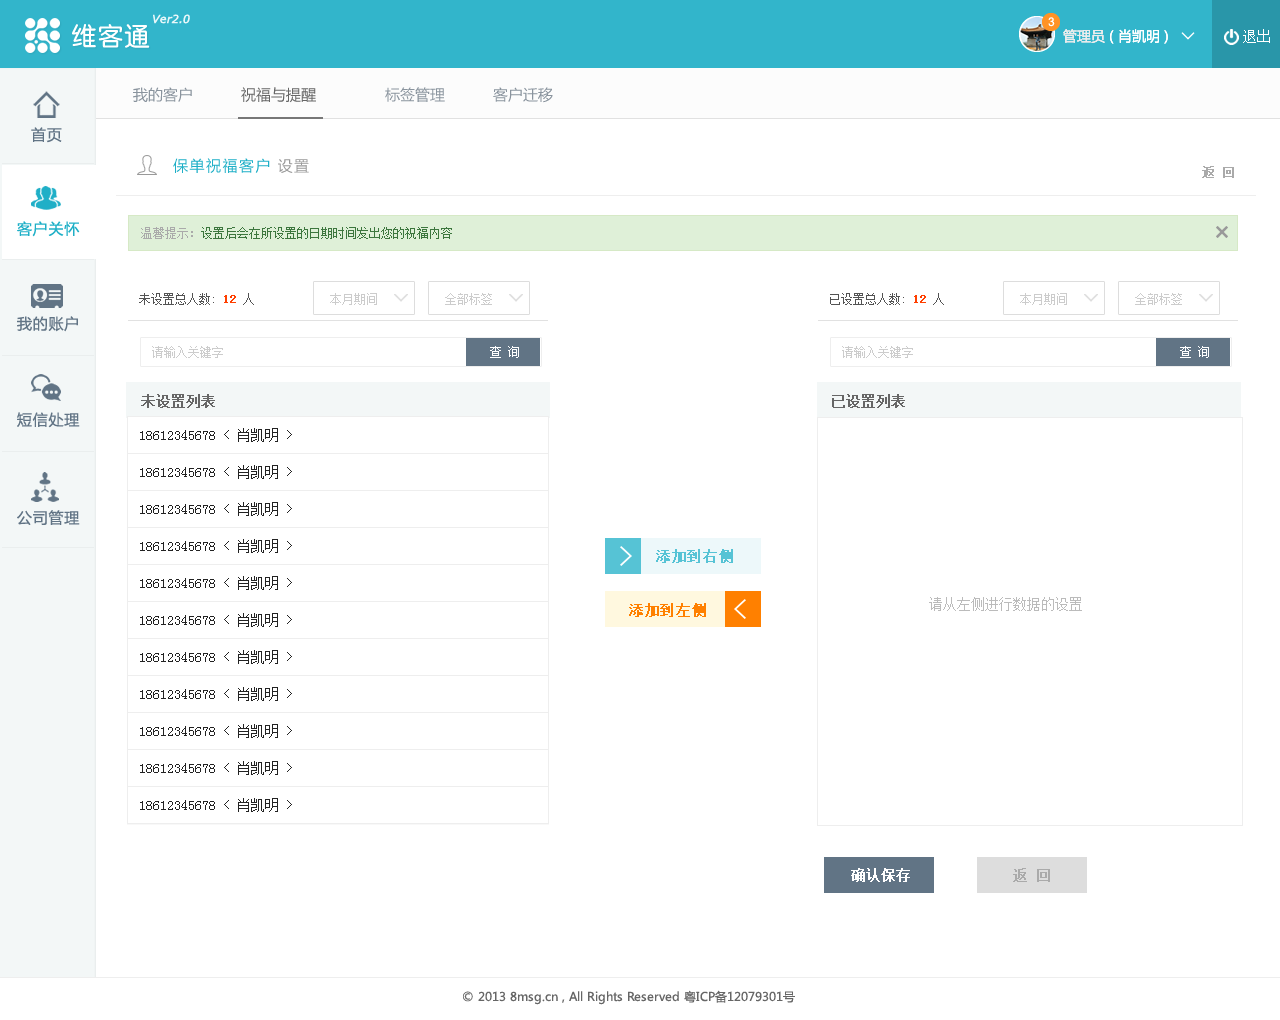 维客通 Ver2.0
3
管理员 ( 肖凯明 )
退出
首页
客户关怀
我的账户
短信处理
公司管理
我的客户 祝福与提醒 标签管理 客户迁移
保单祝福客户 设置
返 回
温馨提示：设置后会在所设置的日期时间发出您的祝福内容
未设置总人数：12 人 本月期间 全部标签
请输入关键字 查 询
未设置列表
18612345678 < 肖凯明 >
18612345678 < 肖凯明 >
18612345678 < 肖凯明 >
18612345678 < 肖凯明 >
18612345678 < 肖凯明 >
18612345678 < 肖凯明 >
18612345678 < 肖凯明 >
18612345678 < 肖凯明 >
18612345678 < 肖凯明 >
18612345678 < 肖凯明 >
18612345678 < 肖凯明 >
添加到右侧
添加到左侧
已设置总人数：12 人 本月期间 全部标签
请输入关键字 查 询
已设置列表
请从左侧进行数据的设置
确认保存 返 回
© 2013 8msg.cn , All Rights Reserved 粤ICP备12079301号